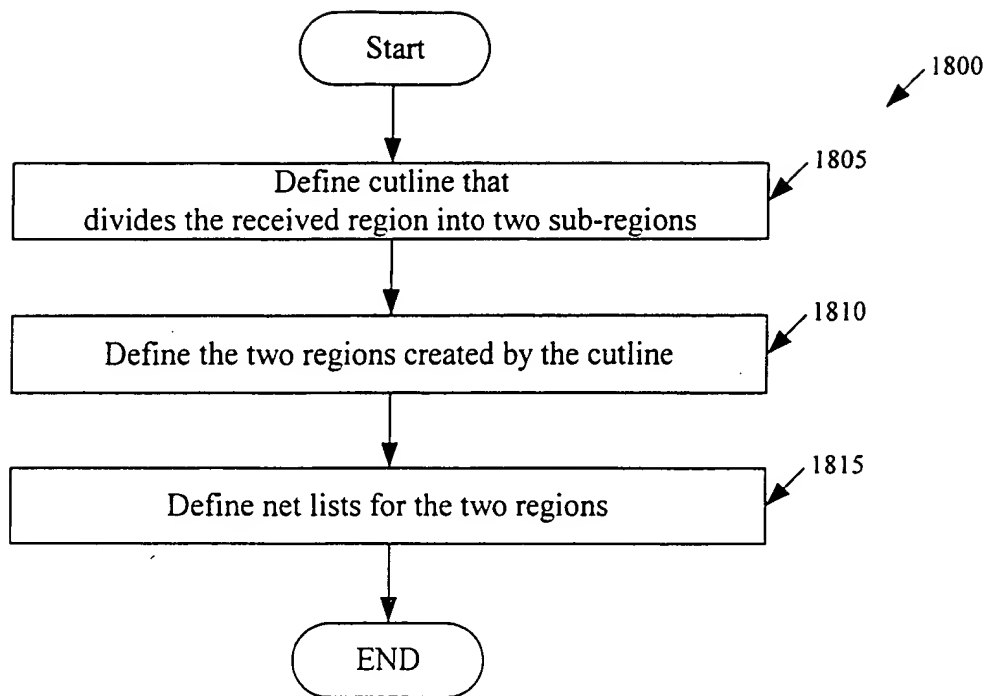 Start
1800
1805
Define cutline that
divides the received region into two sub-regions
1810
Define the two regions created by the cutline
1815
Define net lists for the two regions
END